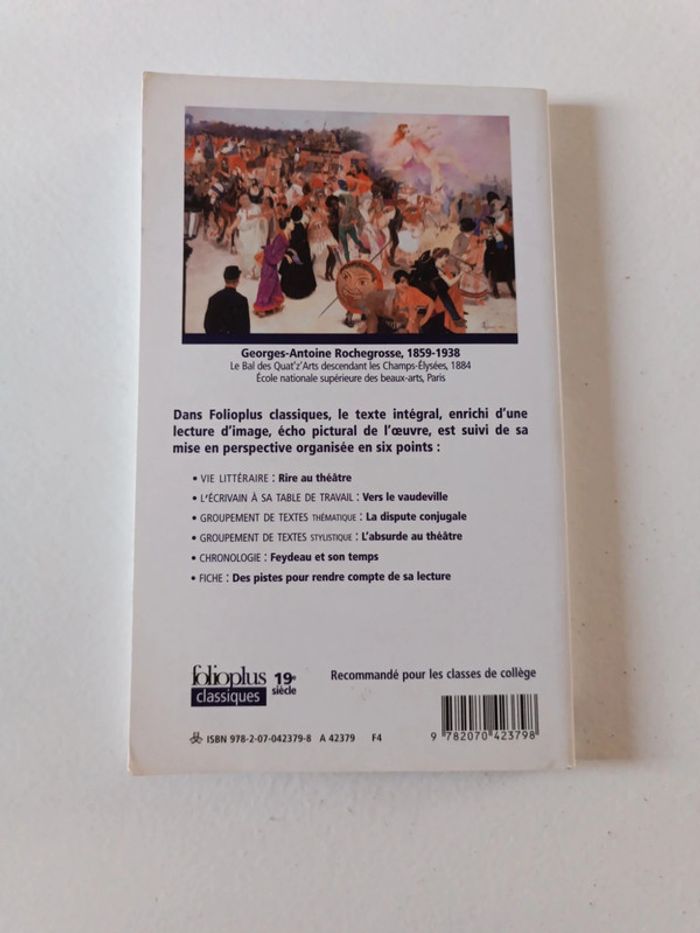 Georges-Antoine Rochegrosse, 1859-1938
Le Bal des Quat'z'Arts descendant les Champs-Élysées, 1884
École nationale supérieure des beaux-arts, Paris
Dans Folioplus classiques, le texte intégral, enrichi d'une
lecture d'image, écho pictural de l'œuvre, est suivi de sa
mise en perspective organisée en six points :
• VIE LITTÉRAIRE : Rire au théâtre
• L'ÉCRIVAIN À SA TABLE DE TRAVAIL : Vers le vaudeville
• GROUPEMENT DE TEXTES THÉMATIQUE : La dispute conjugale
• GROUPEMENT DE TEXTES STYLISTIQUE : L'absurde au théâtre
• CHRONOLOGIE : Feydeau et son temps
• FICHE : Des pistes pour rendre compte de sa lecture
folioplus classiques
19e siècle
Recommandé pour les classes de collège
ISBN 978-2-07-042379-8 A 42379 F4
9 782070 423798